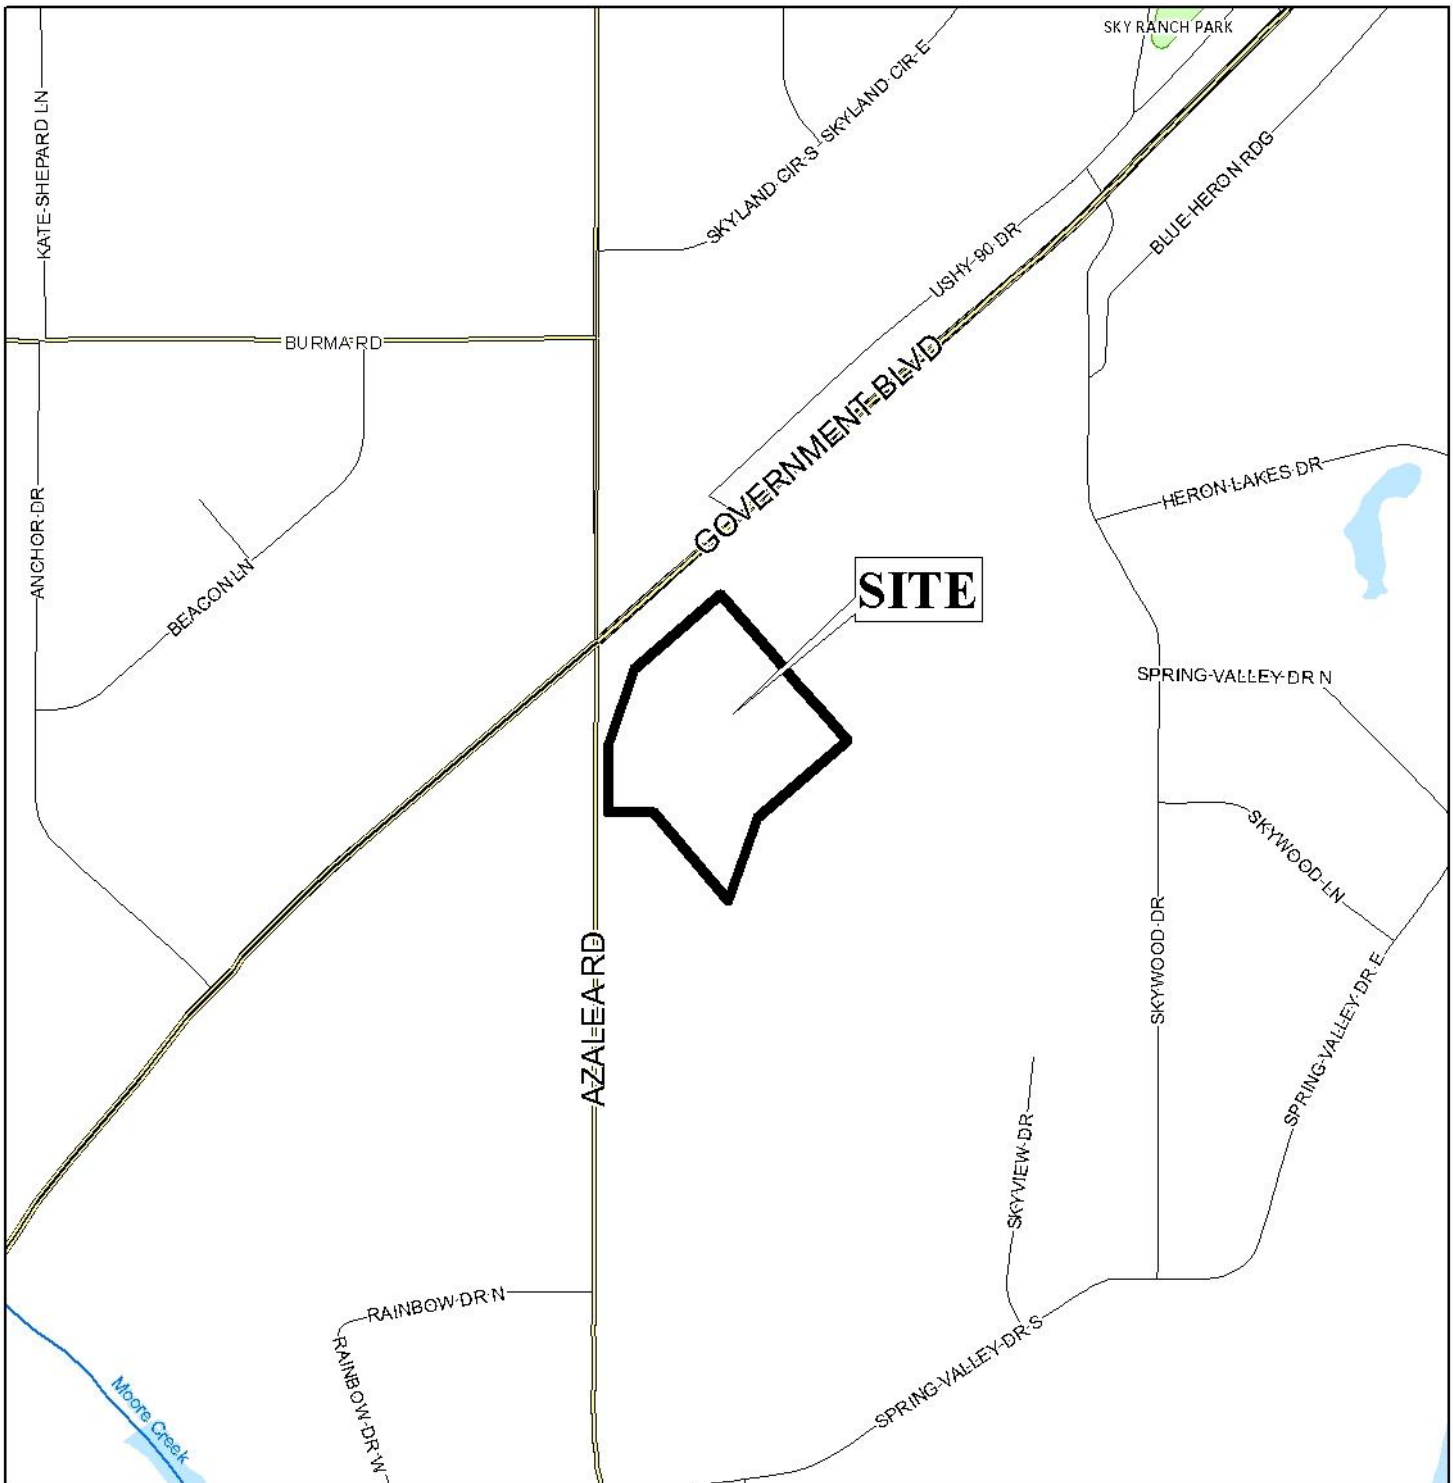 SKY RANCH PARK
KATE SHEPARD LN
SKYLAND CIR E
SKYLAND CIR S
USHY 90 DR
BLUE HERON RDG
BURMA RD
GOVERNMENT BLVD
HERON LAKES DR
ANCHOR DR
BEACON LN
SITE
SPRING VALLEY DR N
SKYWOOD LN
SKYWOOD DR
AZALEA RD
SPRING VALLEY DR E
SKYVIEW DR
RAINBOW DR N
RAINBOW DR W
SPRING VALLEY DR S
Moore Creek